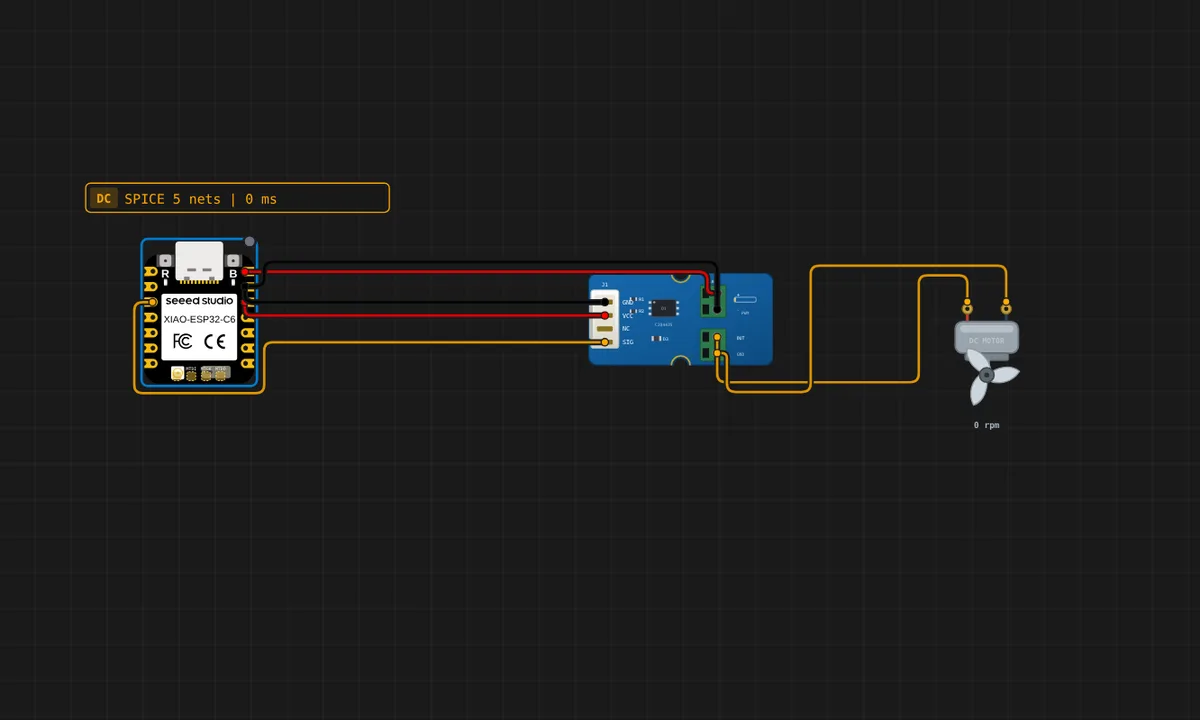 DC SPICE 5 nets | 0 ms
R B
seeed studio
XIAO-ESP32-C6
FC CE
J1
GND
VCC
NC
SIG
DC MOTOR
0 rpm